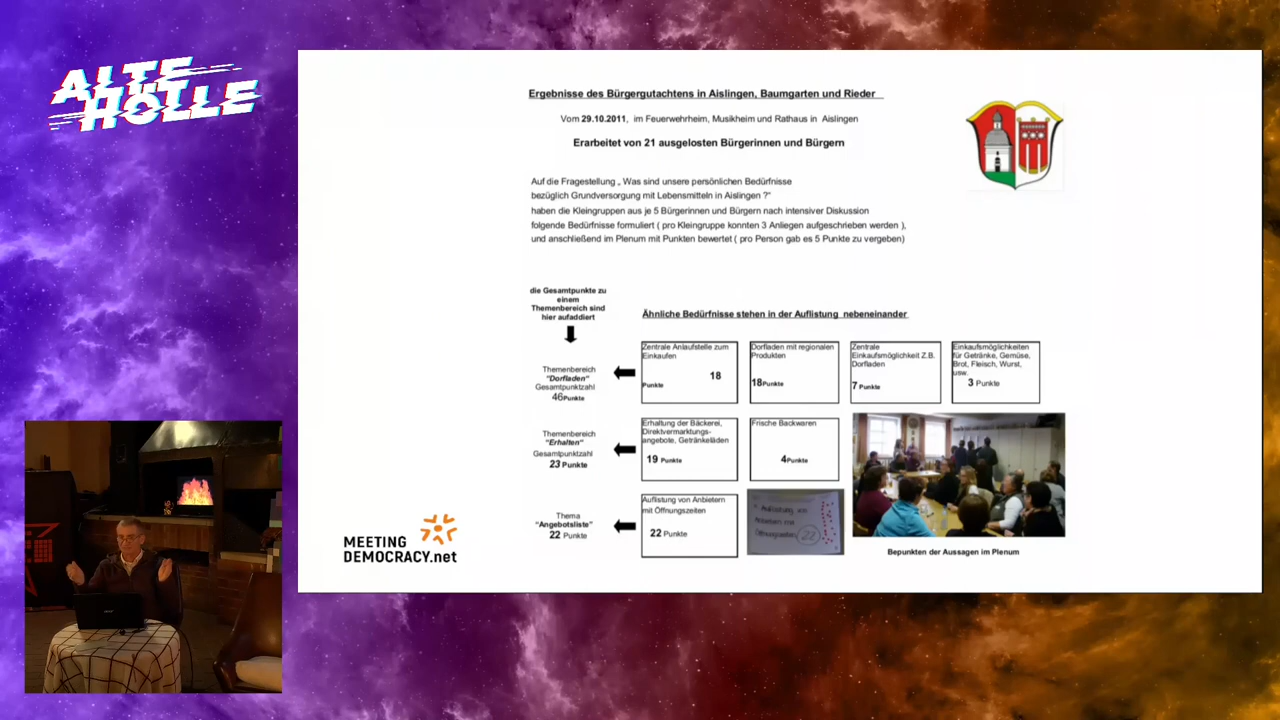 ALTE
HÖLLE
Ergebnisse des Bürgergutachtens in Aislingen, Baumgarten und Rieder
Vom 29.10.2011, im Feuerwehrheim, Musikheim und Rathaus in Aislingen
Erarbeitet von 21 ausgelosten Bürgerinnen und Bürgern
Auf die Fragestellung „ Was sind unsere persönlichen Bedürfnisse
bezüglich Grundversorgung mit Lebensmitteln in Aislingen ?“
haben die Kleingruppen aus je 5 Bürgerinnen und Bürgern nach intensiver Diskussion
folgende Bedürfnisse formuliert ( pro Kleingruppe konnten 3 Anliegen aufgeschrieben werden ),
und anschließend im Plenum mit Punkten bewertet ( pro Person gab es 5 Punkte zu vergeben)
die Gesamtpunkte zu
einem
Themenbereich sind
hier aufaddiert
Ähnliche Bedürfnisse stehen in der Auflistung nebeneinander
Themenbereich
"Dorfladen"
Gesamtpunktzahl
46Punkte
Zentrale Anlaufstelle zum
Einkaufen
18
Punkte
Dorfladen mit regionalen
Produkten
18Punkte
Zentrale
Einkaufsmöglichkeit Z.B.
Dorfladen
7 Punkte
Einkaufsmöglichkeiten
für Getränke, Gemüse,
Brot, Fleisch, Wurst,
usw.
3 Punkte
Themenbereich
"Erhalten"
Gesamtpunktzahl
23 Punkte
Erhaltung der Bäckerei,
Direktvermarktungs-
angebote, Getränkeläden
19 Punkte
Frische Backwaren
4Punkte
Thema
"Angebotsliste"
22 Punkte
Auflistung von Anbietern
mit Öffnungszeiten
22 Punkte
Auflistung von
Anbietern mit
Öffnungszeiten
22
Bepunkten der Aussagen im Plenum
MEETING
DEMOCRACY.net
acer